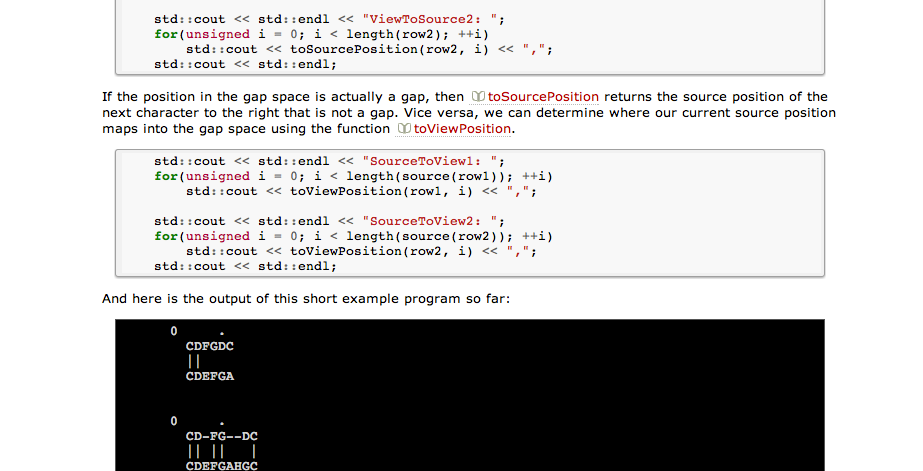 std::cout << std::endl << "ViewToSource2: ";
for(unsigned i = 0; i < length(row2); ++i)
    std::cout << toSourcePosition(row2, i) << ",";
std::cout << std::endl;
If the position in the gap space is actually a gap, then toSourcePosition returns the source position of the
next character to the right that is not a gap. Vice versa, we can determine where our current source position
maps into the gap space using the function toViewPosition.
std::cout << std::endl << "SourceToView1: ";
for(unsigned i = 0; i < length(source(row1)); ++i)
    std::cout << toViewPosition(row1, i) << ",";
std::cout << std::endl << "SourceToView2: ";
for(unsigned i = 0; i < length(source(row2)); ++i)
    std::cout << toViewPosition(row2, i) << ",";
std::cout << std::endl;
And here is the output of this short example program so far:
0     .
  CDFGDC
  ||
  CDEFGA
0     .
  CD-FG--DC
  || ||   |
  CDEFGAHGC